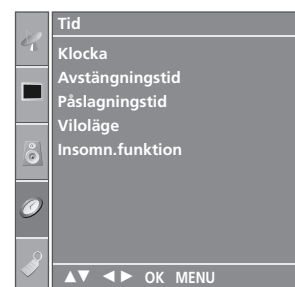 Tid
Klocka
Avstängningstid
Påslagningstid
Viloläge
Insomn.funktion
▲▼ ◄► OK MENU